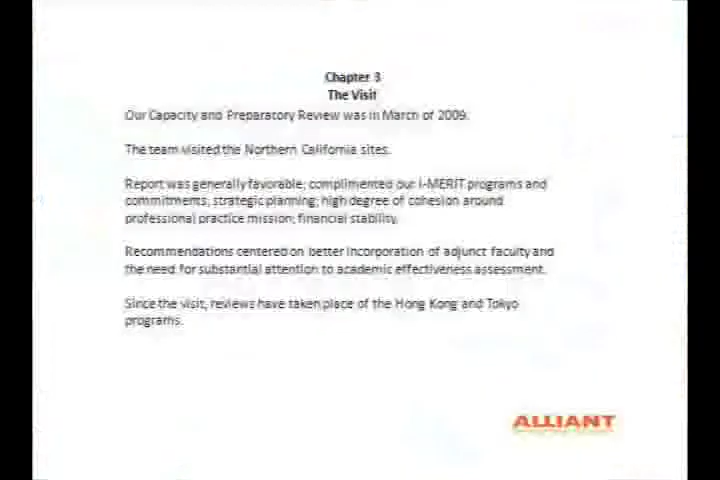 Chapter 3
The Visit
Our Capacity and Preparatory Review was in March of 2009.
The team visited the Northern California sites.
Report was generally favorable; complimented our I-MERIT programs and
commitments; strategic planning; high degree of cohesion around
professional practice mission; financial stability.
Recommendations centered on better incorporation of adjunct faculty and
the need for substantial attention to academic effectiveness assessment.
Since the visit, reviews have taken place of the Hong Kong and Tokyo
programs.
ALLIANT